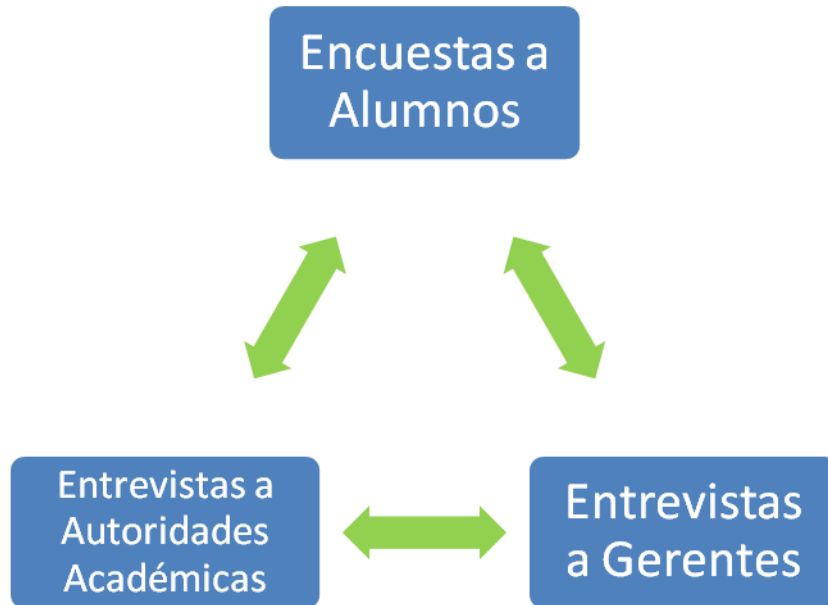 Encuestas a
Alumnos
Entrevistas a
Autoridades
Académicas
Entrevistas
a Gerentes